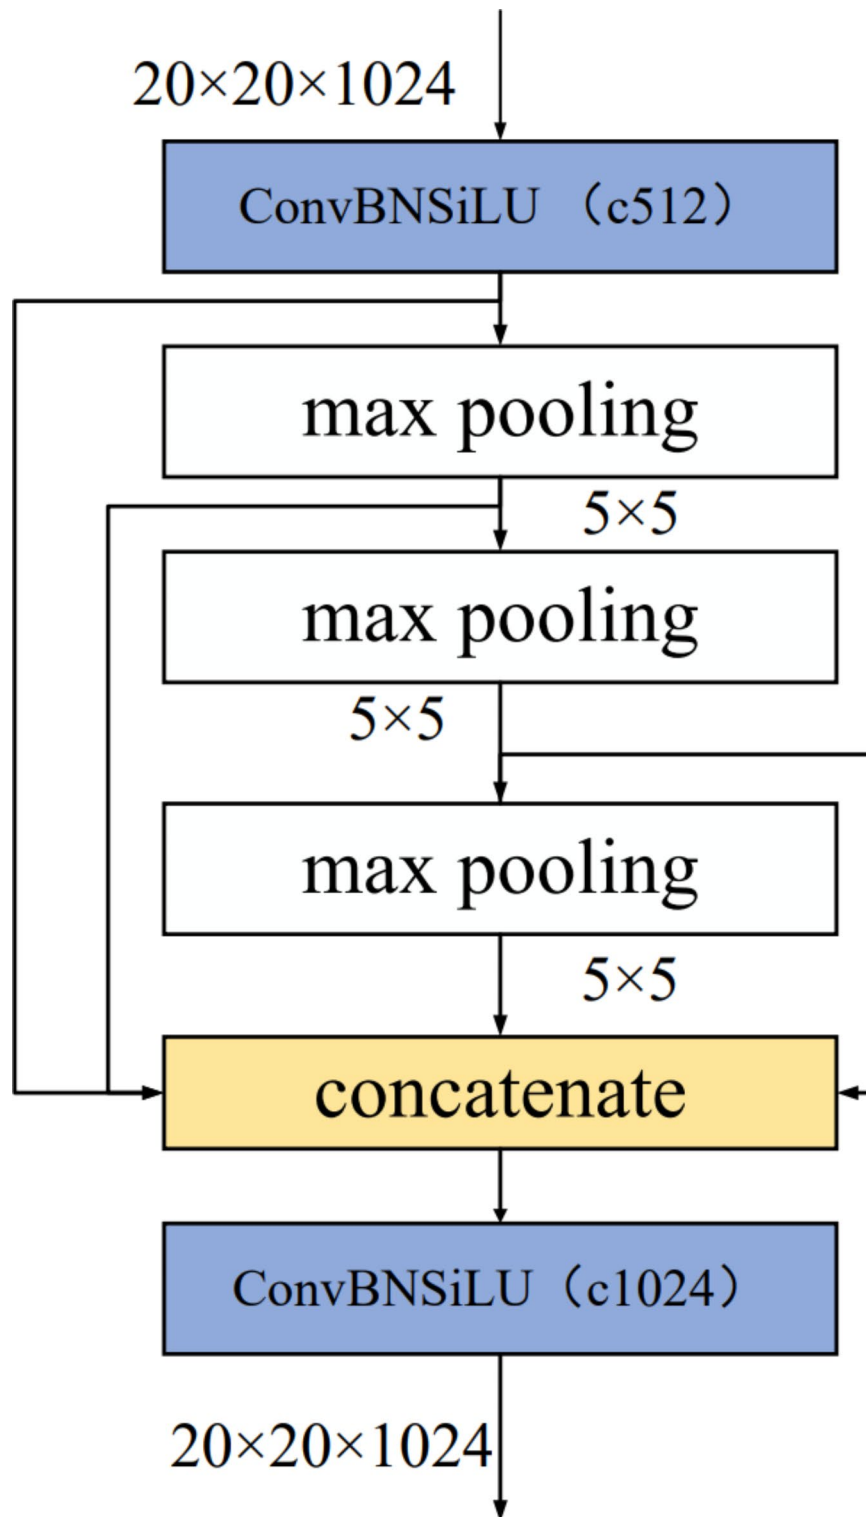 20×20×1024
ConvBNSiLU （c512）
max pooling
5×5
max pooling
5×5
max pooling
5×5
concatenate
ConvBNSiLU（c1024）
20×20×1024